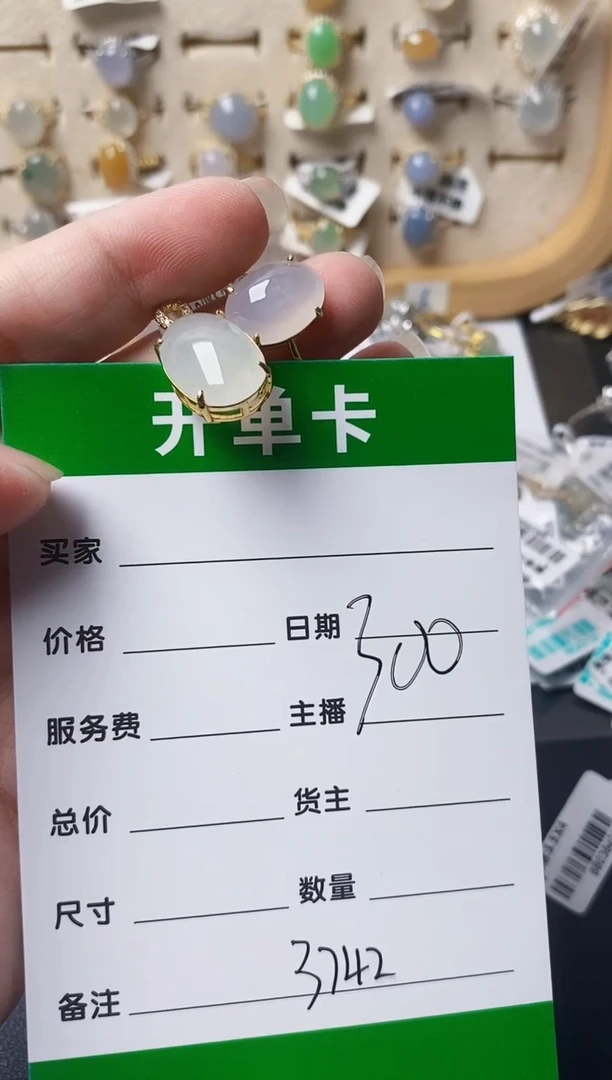 开单卡
买家
价格 日期 300
服务费 主播
总价 货主
尺寸 数量
备注 3742